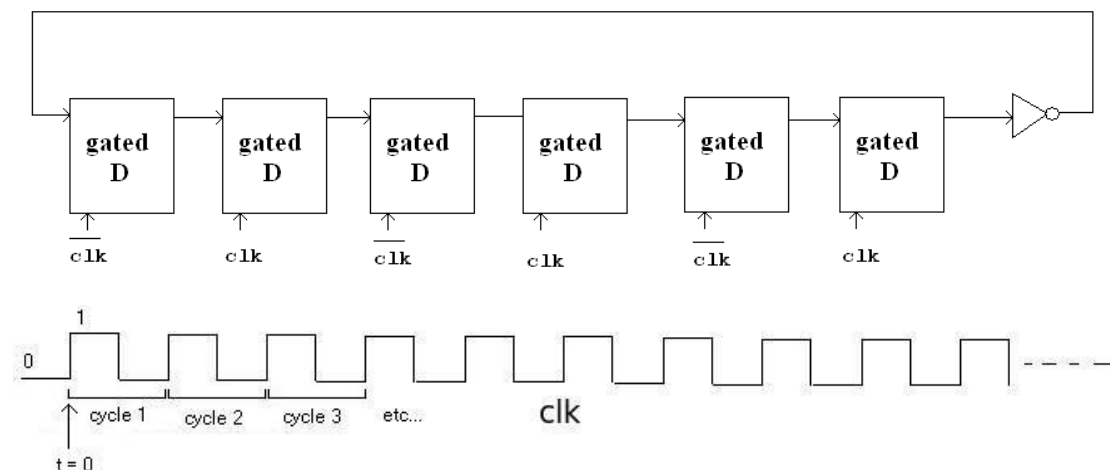 gated D
gated D
gated D
gated D
gated D
gated D
clk
clk
clk
clk
clk
clk
1
0
cycle 1
cycle 2
cycle 3
etc...
clk
t = 0